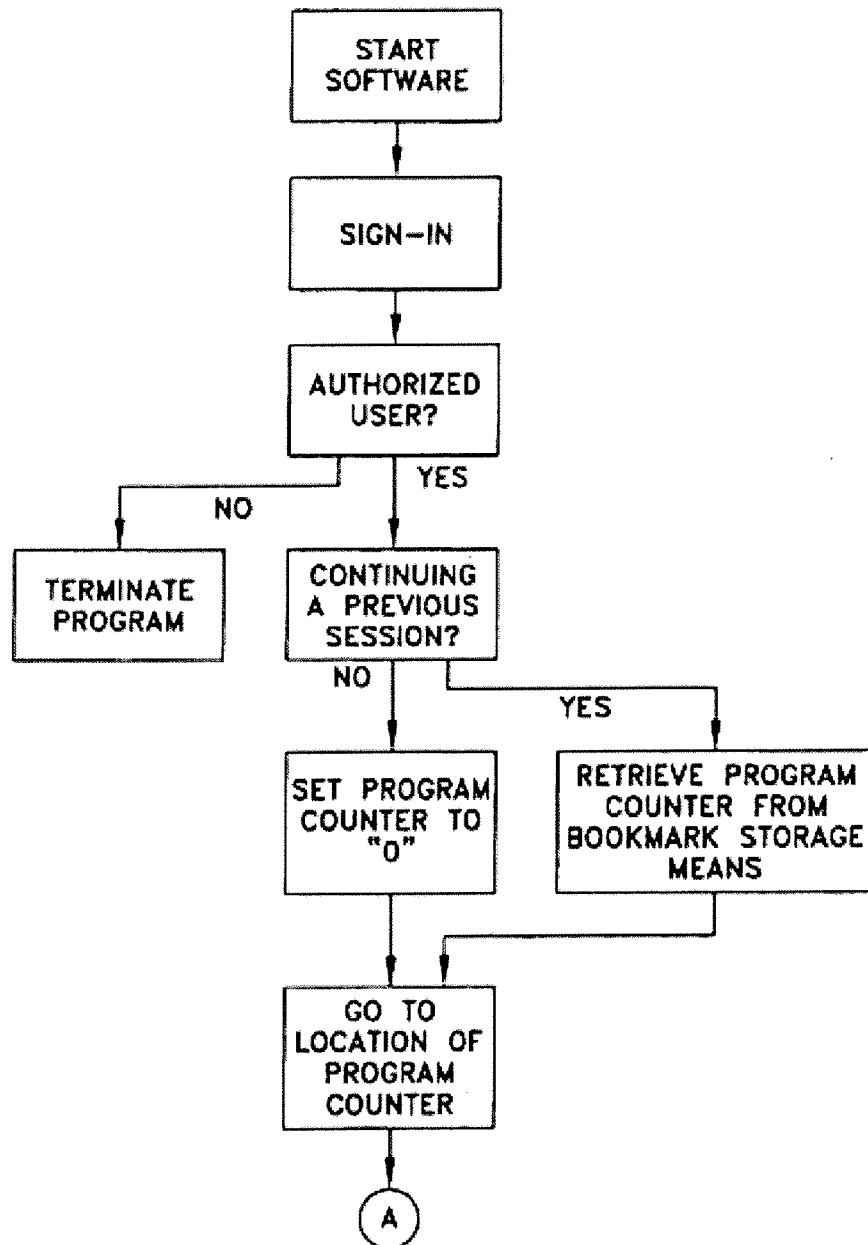 START
SOFTWARE
SIGN-IN
AUTHORIZED
USER?
YES
NO
TERMINATE
PROGRAM
CONTINUING
A PREVIOUS
SESSION?
NO
YES
SET PROGRAM
COUNTER TO
"0"
RETRIEVE PROGRAM
COUNTER FROM
BOOKMARK STORAGE
MEANS
GO TO
LOCATION OF
PROGRAM
COUNTER
A